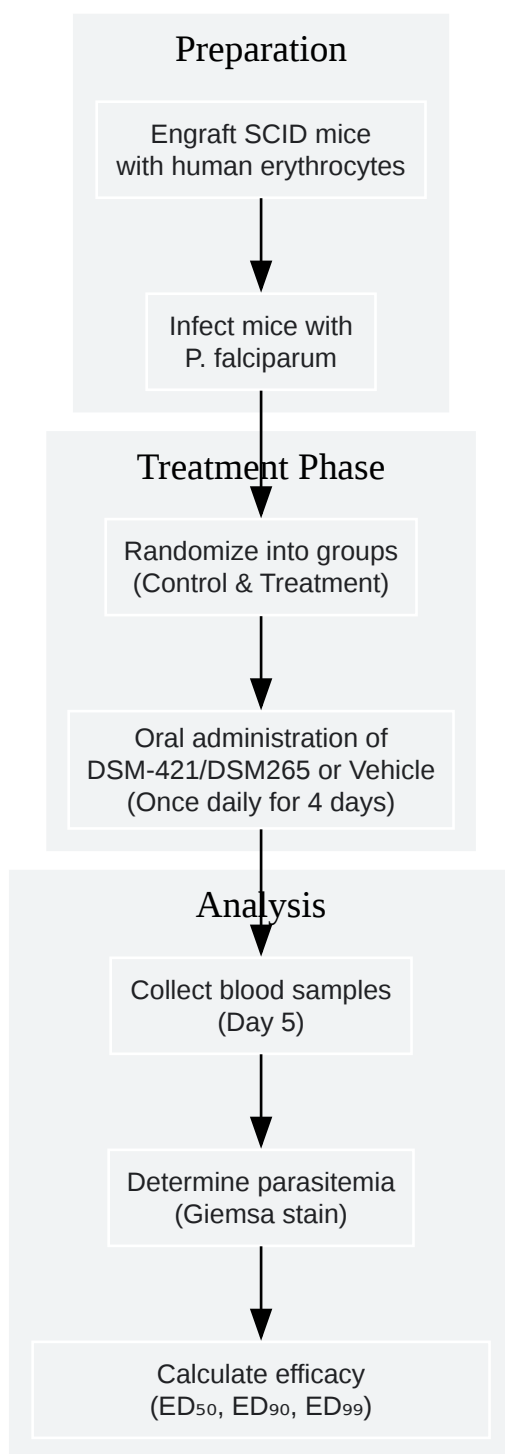 Preparation
Engraft SCID mice
with human erythrocytes
Infect mice with
P. falciparum
Treatment Phase
Randomize into groups
(Control & Treatment)
Oral administration of
DSM-421/DSM265 or Vehicle
(Once daily for 4 days)
Analysis
Collect blood samples
(Day 5)
Determine parasitemia
(Giemsa stain)
Calculate efficacy
(ED₅₀, ED₉₀, ED₉₉)